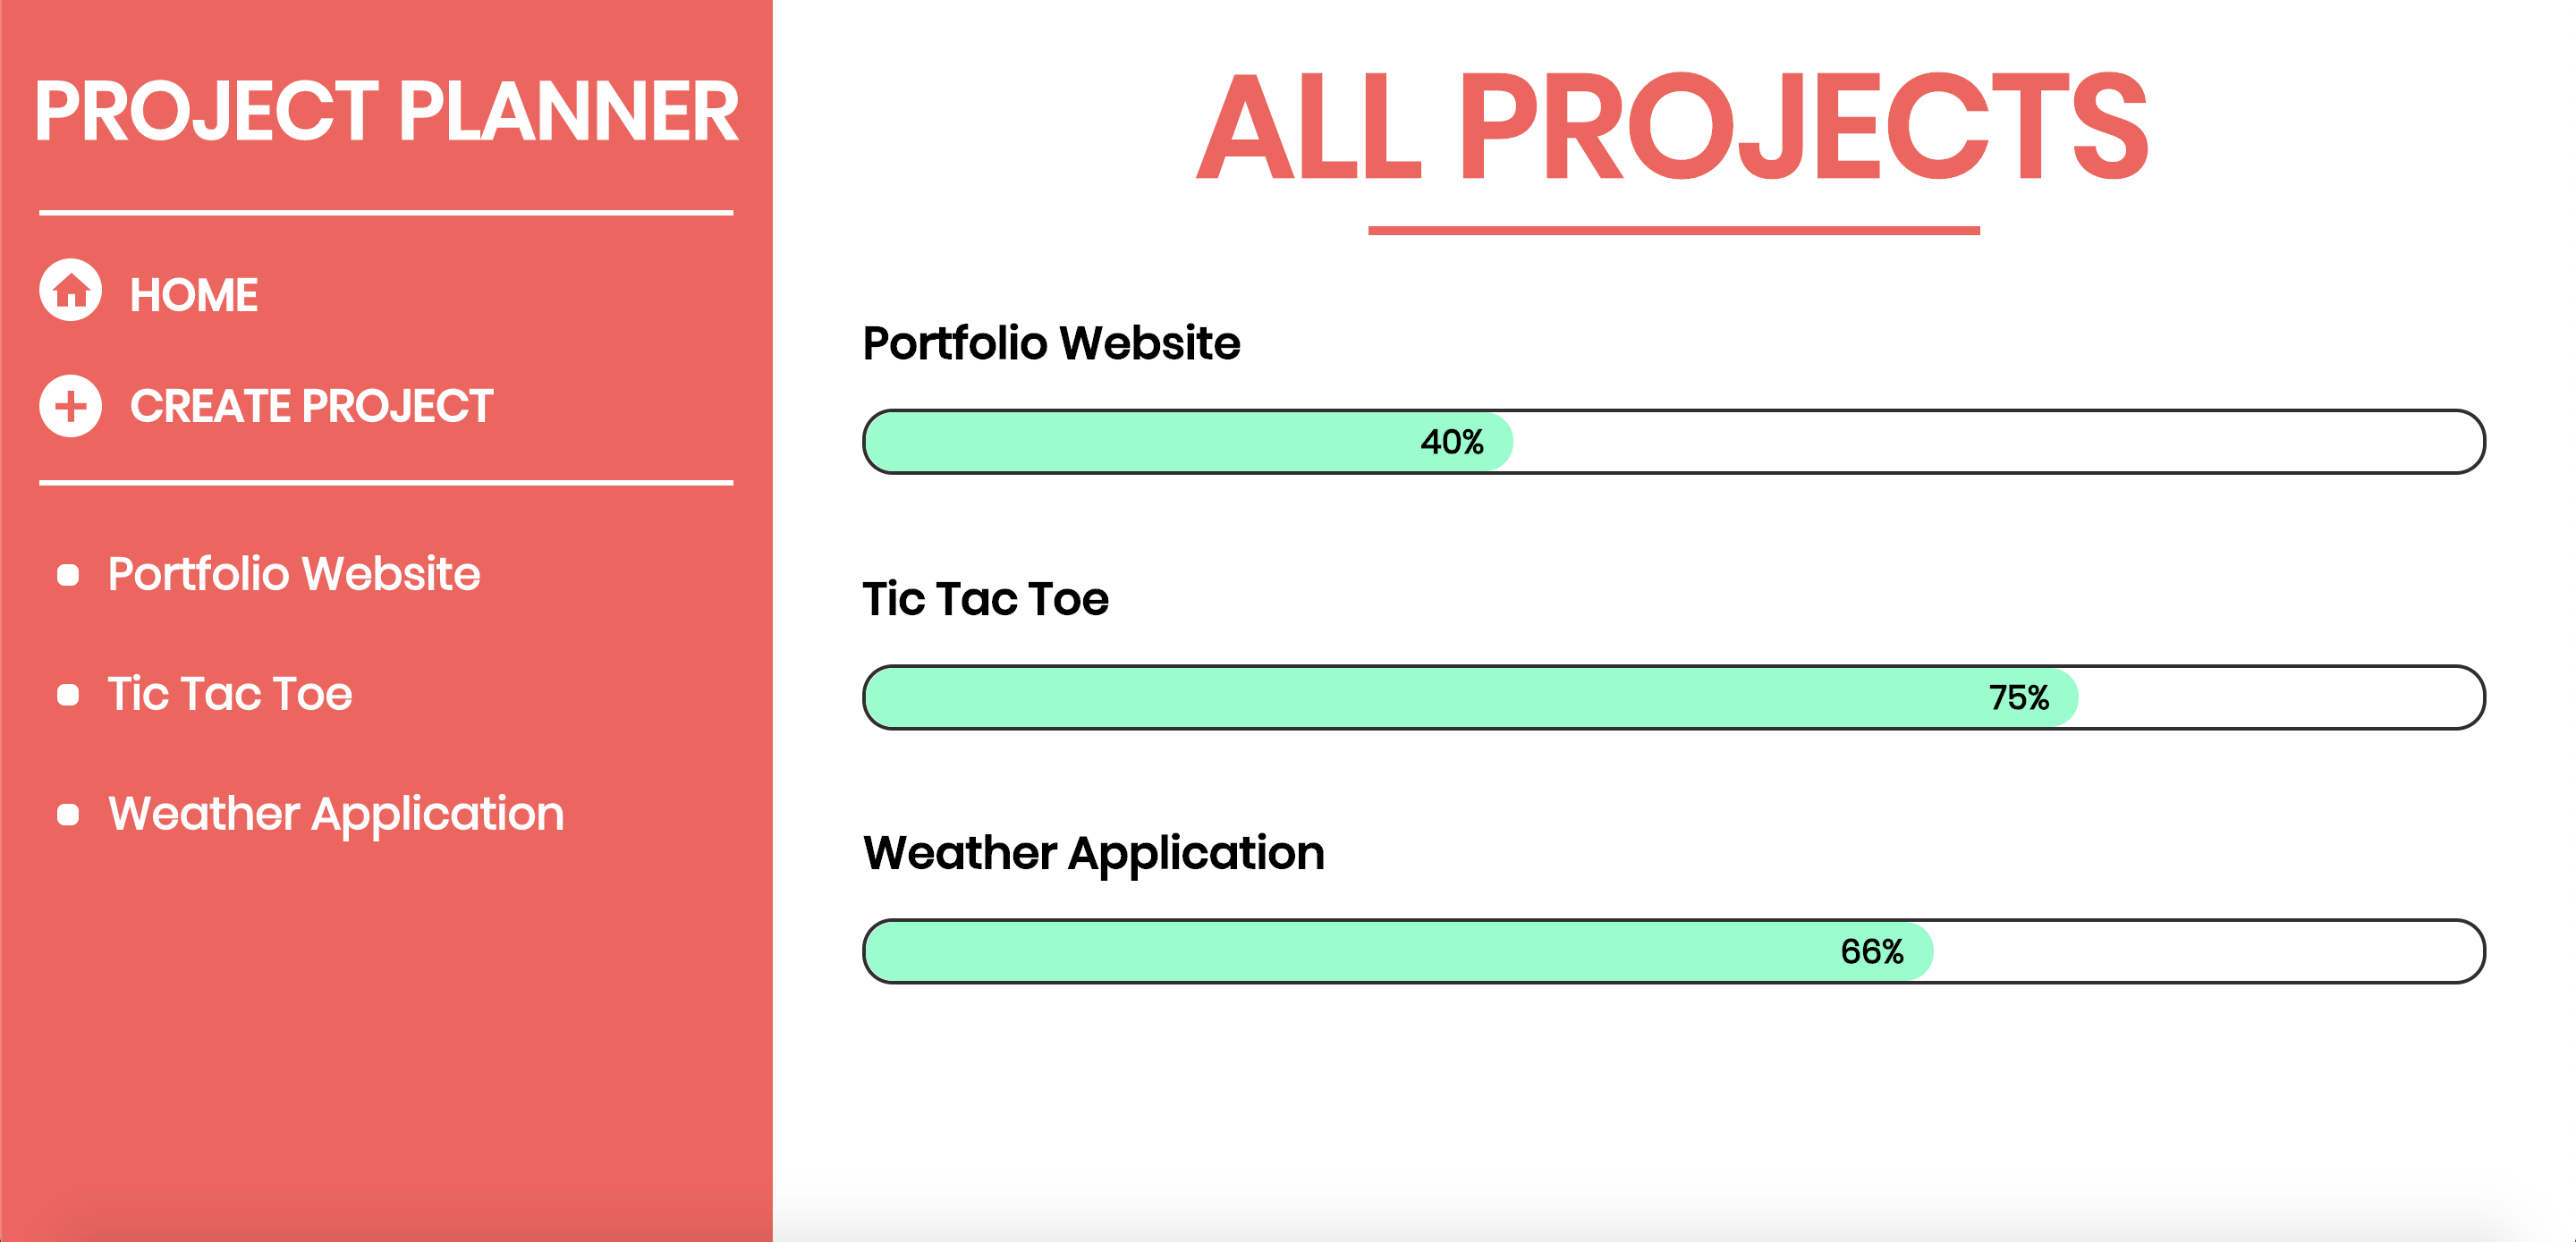 PROJECT PLANNER
HOME
CREATE PROJECT
Portfolio Website
Tic Tac Toe
Weather Application
ALL PROJECTS
Portfolio Website
40%
Tic Tac Toe
75%
Weather Application
66%